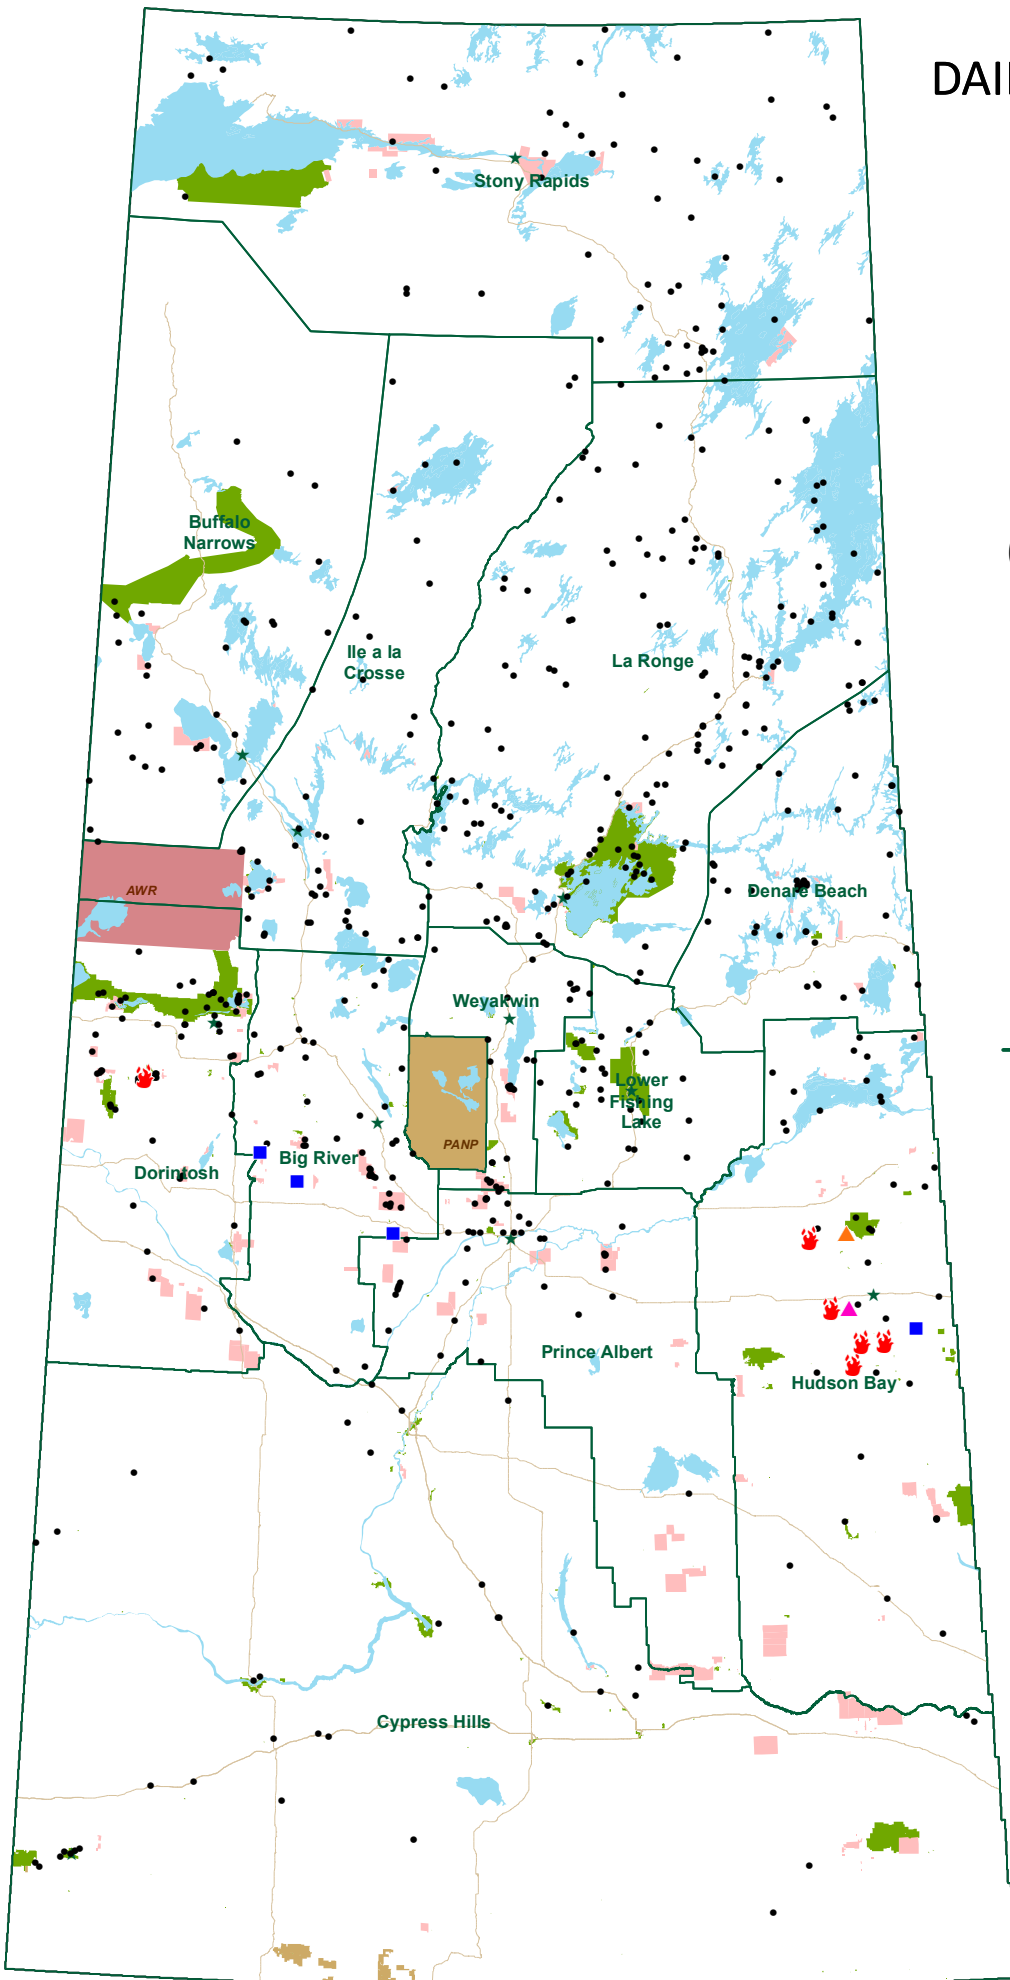 DAI
Stony Rapids
Buffalo
Narrows
Ile a la
Crosse
La Ronge
AWR
Denare Beach
Weyakwin
Lower
Fishing
Lake
PANP
Big River
Dorintosh
Prince Albert
Hudson Bay
Cypress Hills